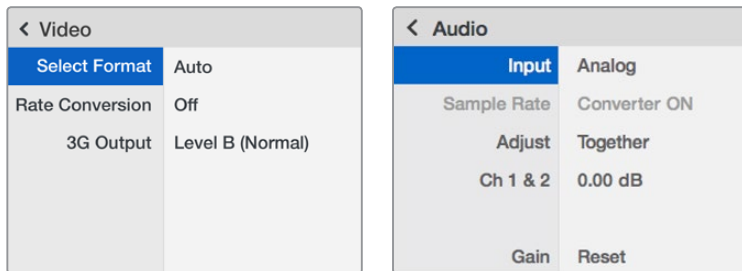 < Video
Select Format Auto
Rate Conversion Off
3G Output Level B (Normal)
< Audio
Input Analog
Sample Rate Converter ON
Adjust Together
Ch 1 & 2 0.00 dB
Gain Reset